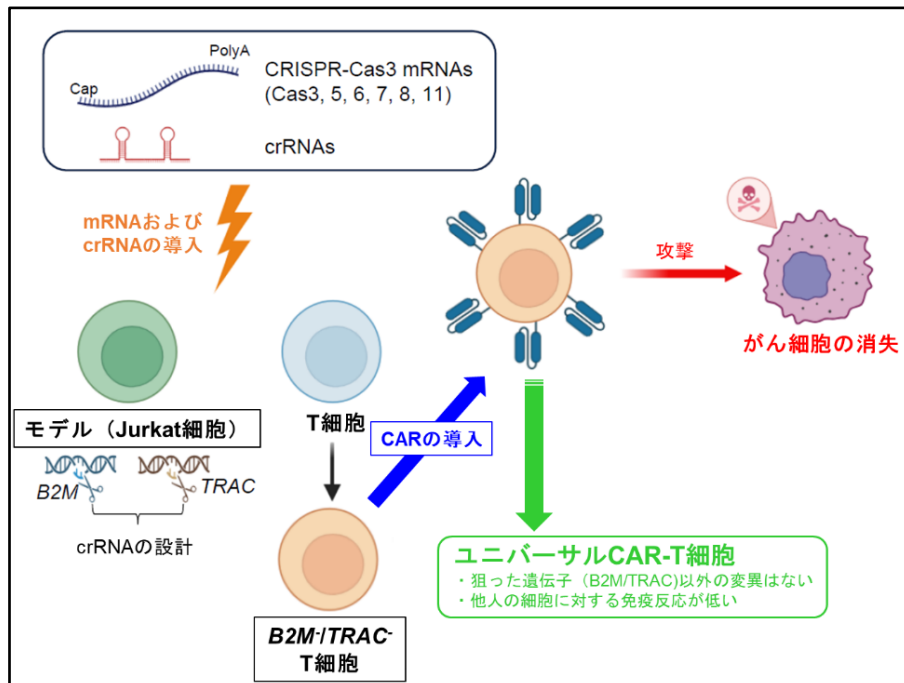 PolyA
Cap
CRISPR-Cas3 mRNAs
(Cas3, 5, 6, 7, 8, 11)
crRNAs
mRNAおよび
crRNAの導入
攻撃
がん細胞の消失
モデル（Jurkat細胞）
B2M
TRAC
crRNAの設計
T細胞
CARの導入
B2M-/TRAC-
T細胞
ユニバーサルCAR-T細胞
・狙った遺伝子（B2M/TRAC)以外の変異はない
・他人の細胞に対する免疫反応が低い